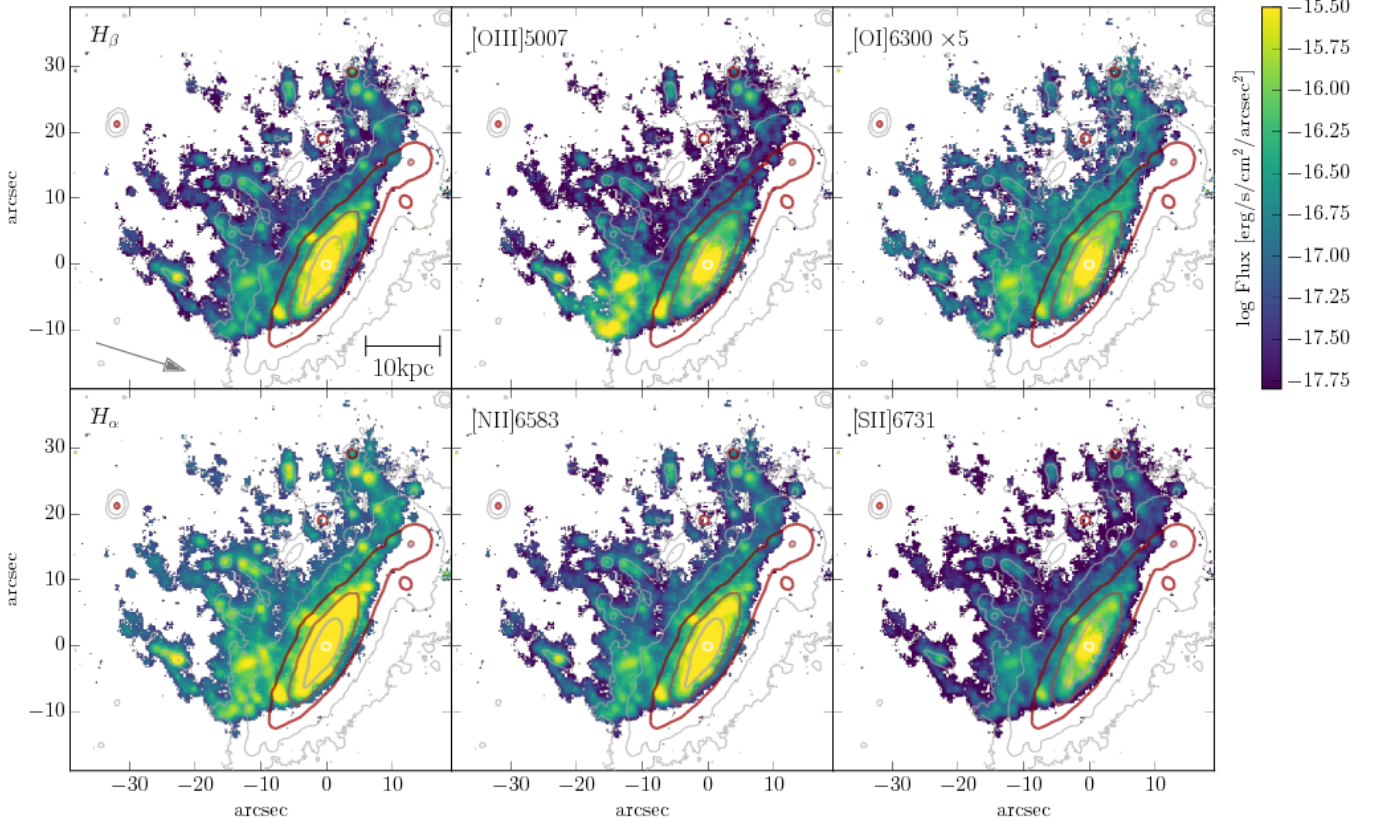 H_β
[OIII]5007
[OI]6300 ×5
30
20
10
0
−10
arcsec
10kpc
−15.50
−15.75
−16.00
−16.25
−16.50
−16.75
−17.00
−17.25
−17.50
−17.75
log Flux [erg/s/cm²/arcsec²]
H_α
[NII]6583
[SII]6731
30
20
10
0
−10
arcsec
−30 −20 −10 0 10 −30 −20 −10 0 10 −30 −20 −10 0 10
arcsec arcsec arcsec